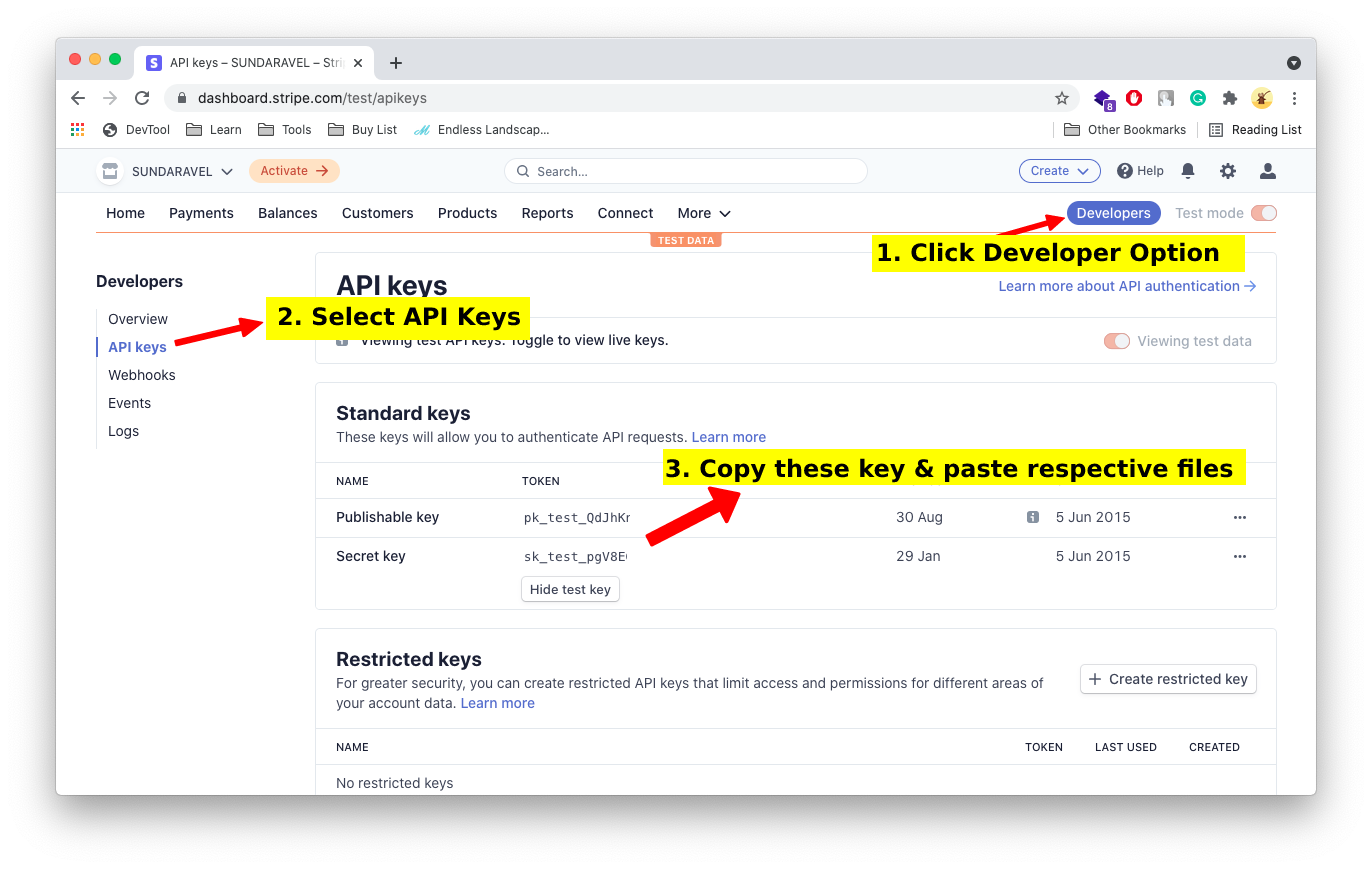 API keys – SUNDARAVEL – Stri
dashboard.stripe.com/test/apikeys
8
DevTool Learn Tools Buy List Endless Landscap... Other Bookmarks Reading List
SUNDARAVEL Activate Search... Create Help
Home Payments Balances Customers Products Reports Connect More Developers Test mode
TEST DATA
1. Click Developer Option
Developers
API keys
Learn more about API authentication
2. Select API Keys
Overview
API keys
Webhooks
Events
Logs
Viewing test API keys. Toggle to view live keys.
Viewing test data
Standard keys
These keys will allow you to authenticate API requests. Learn more
3. Copy these key & paste respective files
NAME TOKEN
Publishable key pk_test_QdJhKr 30 Aug 5 Jun 2015
Secret key sk_test_pgV8E 29 Jan 5 Jun 2015
Hide test key
Restricted keys
For greater security, you can create restricted API keys that limit access and permissions for different areas of
your account data. Learn more
+ Create restricted key
NAME TOKEN LAST USED CREATED
No restricted keys